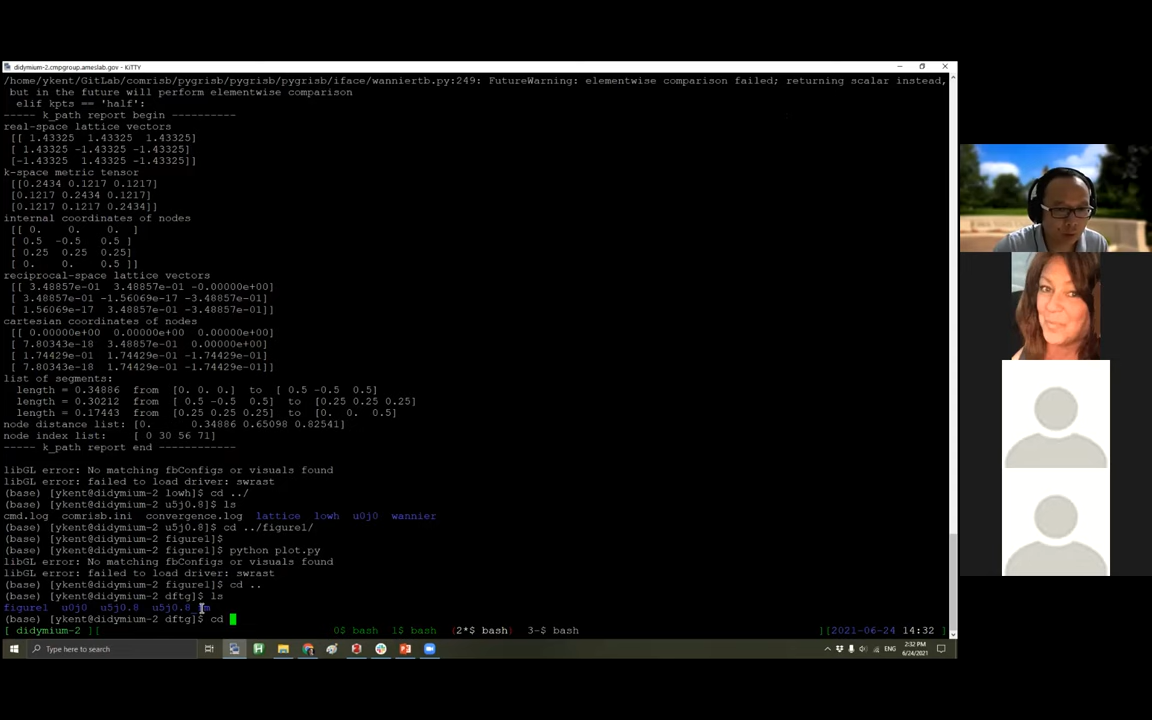 didymium-2.cmpgroup.ameslab.gov - KiTTY
/home/ykent/GitLab/comrisb/pygrisb/pygrisb/pygrisb/iface/wanniertb.py:249: FutureWarning: elementwise comparison failed; returning scalar instead,
but in the future will perform elementwise comparison
elif kpts == 'half':
----- k_path report begin ----------
real-space lattice vectors
[[ 1.43325  1.43325  1.43325]
[ 1.43325 -1.43325 -1.43325]
[-1.43325  1.43325 -1.43325]]
k-space metric tensor
[[0.2434 0.1217 0.1217]
[0.1217 0.2434 0.1217]
[0.1217 0.1217 0.2434]]
internal coordinates of nodes
[[ 0.    0.    0.  ]
[ 0.5  -0.5   0.5 ]
[ 0.25  0.25  0.25]
[ 0.    0.    0.5 ]]
reciprocal-space lattice vectors
[[ 3.48857e-01  3.48857e-01 -0.00000e+00]
[ 3.48857e-01 -1.56069e-17 -3.48857e-01]
[ 1.56069e-17  3.48857e-01 -3.48857e-01]]
cartesian coordinates of nodes
[[ 0.00000e+00  0.00000e+00  0.00000e+00]
[ 7.80343e-18  3.48857e-01  0.00000e+00]
[ 1.74429e-01  1.74429e-01 -1.74429e-01]
[ 7.80343e-18  1.74429e-01 -1.74429e-01]]
list of segments:
length = 0.34886  from  [0. 0. 0.]  to  [ 0.5 -0.5  0.5]
length = 0.30212  from  [ 0.5 -0.5  0.5]  to  [0.25 0.25 0.25]
length = 0.17443  from  [0.25 0.25 0.25]  to  [0.  0.  0.5]
node distance list: [0.      0.34886 0.65098 0.82541]
node index list:  [ 0 30 56 71]
----- k_path report end ------------
libGL error: No matching fbConfigs or visuals found
libGL error: failed to load driver: swrast
(base) [ykent@didymium-2 lowh]$ cd ../
(base) [ykent@didymium-2 u5j0.8]$ ls
cmd.log  comrisb.ini  convergence.log  lattice  lowh  u0j0  wannier
(base) [ykent@didymium-2 u5j0.8]$ cd ../figure1/
(base) [ykent@didymium-2 figure1]$
(base) [ykent@didymium-2 figure1]$ python plot.py
libGL error: No matching fbConfigs or visuals found
libGL error: failed to load driver: swrast
(base) [ykent@didymium-2 figure1]$ cd ..
(base) [ykent@didymium-2 dftg]$ ls
figure1  u0j0  u5j0.8
(base) [ykent@didymium-2 dftg]$ cd
[ didymium-2 ][ 0$ bash  1$ bash  (2*$ bash)  3-$ bash ][2021-06-24 14:32 ]
Type here to search
ENG
2:32 PM
6/24/2021